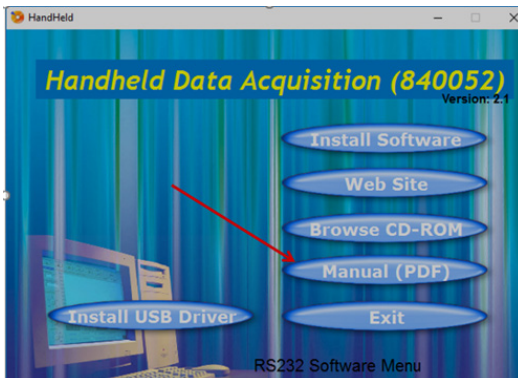 HandHeld
Handheld Data Acquisition (840052)
Version: 2.1
Install Software
Web Site
Browse CD-ROM
Manual (PDF)
Install USB Driver
Exit
RS232 Software Menu